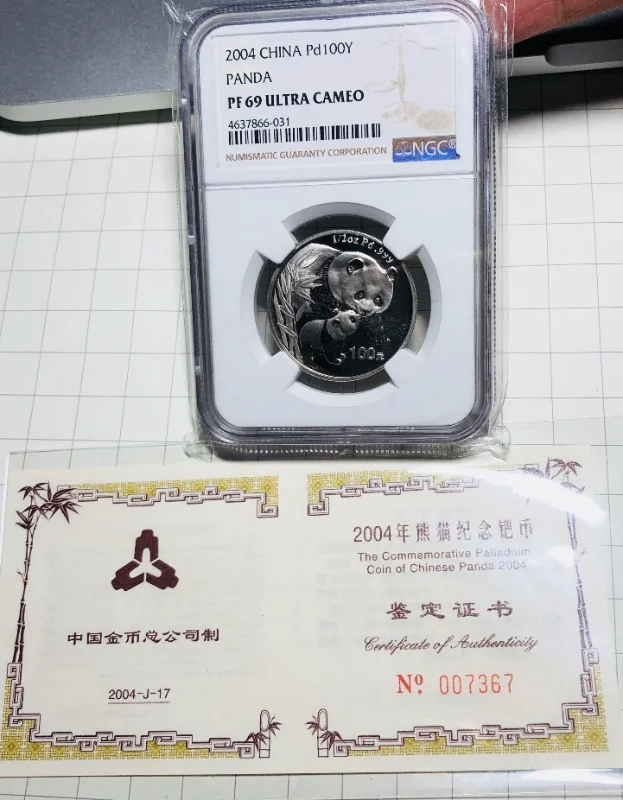 2004 CHINA Pd100Y
PANDA
PF 69 ULTRA CAMEO
4637866-031
NUMISMATIC GUARANTY CORPORATION
NGC®
1/2oz Pd .999
100元
2004年熊猫纪念钯币
The Commemorative Palladium
Coin of Chinese Panda 2004
鉴定证书
Certificate of Authenticity
Nº 007367
中国金币总公司制
2004-J-17